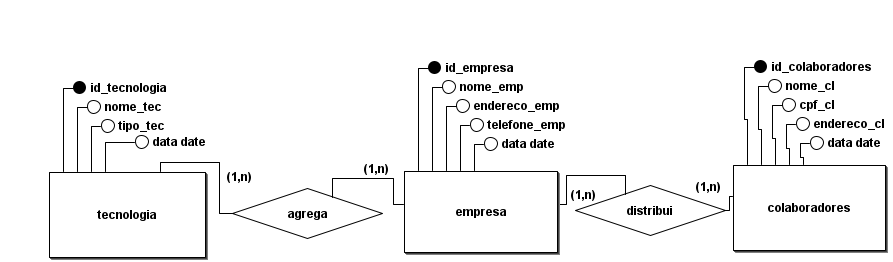 id_tecnologia
nome_tec
tipo_tec
data date
(1,n)
tecnologia
agrega
(1,n)
id_empresa
nome_emp
endereco_emp
telefone_emp
data date
empresa
(1,n)
distribui
(1,n)
id_colaboradores
nome_cl
cpf_cl
endereco_cl
data date
colaboradores